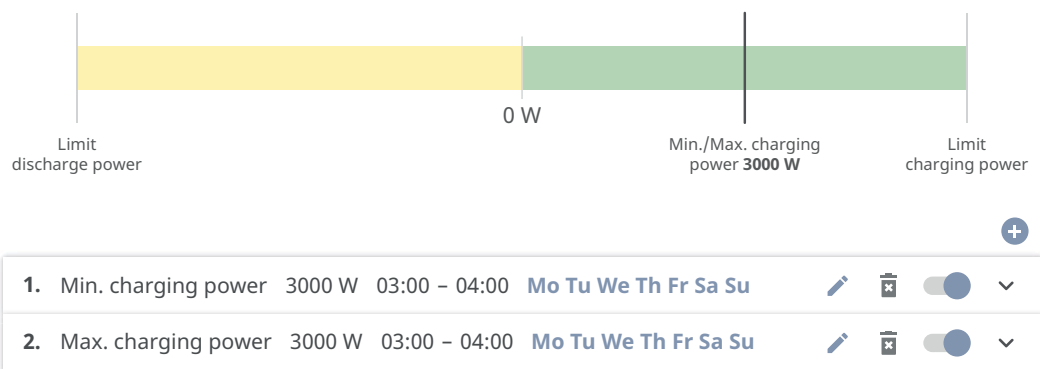 0 W
Limit
discharge power
Min./Max. charging
power 3000 W
Limit
charging power
1. Min. charging power 3000 W 03:00 – 04:00 Mo Tu We Th Fr Sa Su
2. Max. charging power 3000 W 03:00 – 04:00 Mo Tu We Th Fr Sa Su